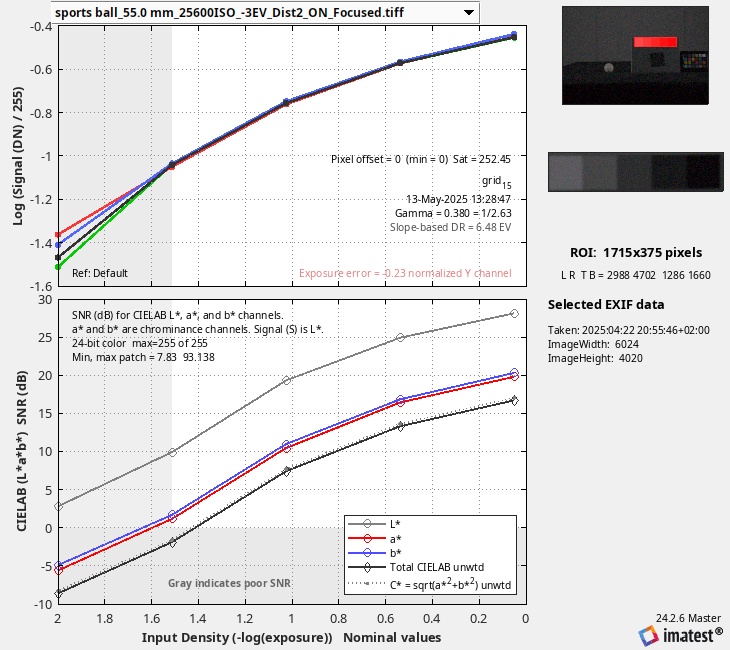 sports ball_55.0 mm_25600ISO_-3EV_Dist2_ON_Focused.tiff
-0.4
-0.6
-0.8
-1
-1.2
-1.4
-1.6
Log (Signal (DN) / 255)
Pixel offset = 0 (min = 0) Sat = 252.45
grid15
13-May-2025 13:28:47
Gamma = 0.380 = 1/2.63
Slope-based DR = 6.48 EV
Ref: Default
Exposure error = -0.23 normalized Y channel
30
25
20
15
10
5
0
-5
-10
CIELAB (L*a*b*) SNR (dB)
SNR (dB) for CIELAB L*, a*, and b* channels.
a* and b* are chrominance channels. Signal (S) is L*.
24-bit color max=255 of 255
Min, max patch = 7.83 93.138
L*
a*
b*
Total CIELAB unwtd
C* = sqrt(a*2+b*2) unwtd
Gray indicates poor SNR
2 1.8 1.6 1.4 1.2 1 0.8 0.6 0.4 0.2 0
Input Density (-log(exposure)) Nominal values
ROI: 1715x375 pixels
L R T B = 2988 4702 1286 1660
Selected EXIF data
Taken: 2025:04:22 20:55:46+02:00
ImageWidth: 6024
ImageHeight: 4020
24.2.6 Master
imatest®